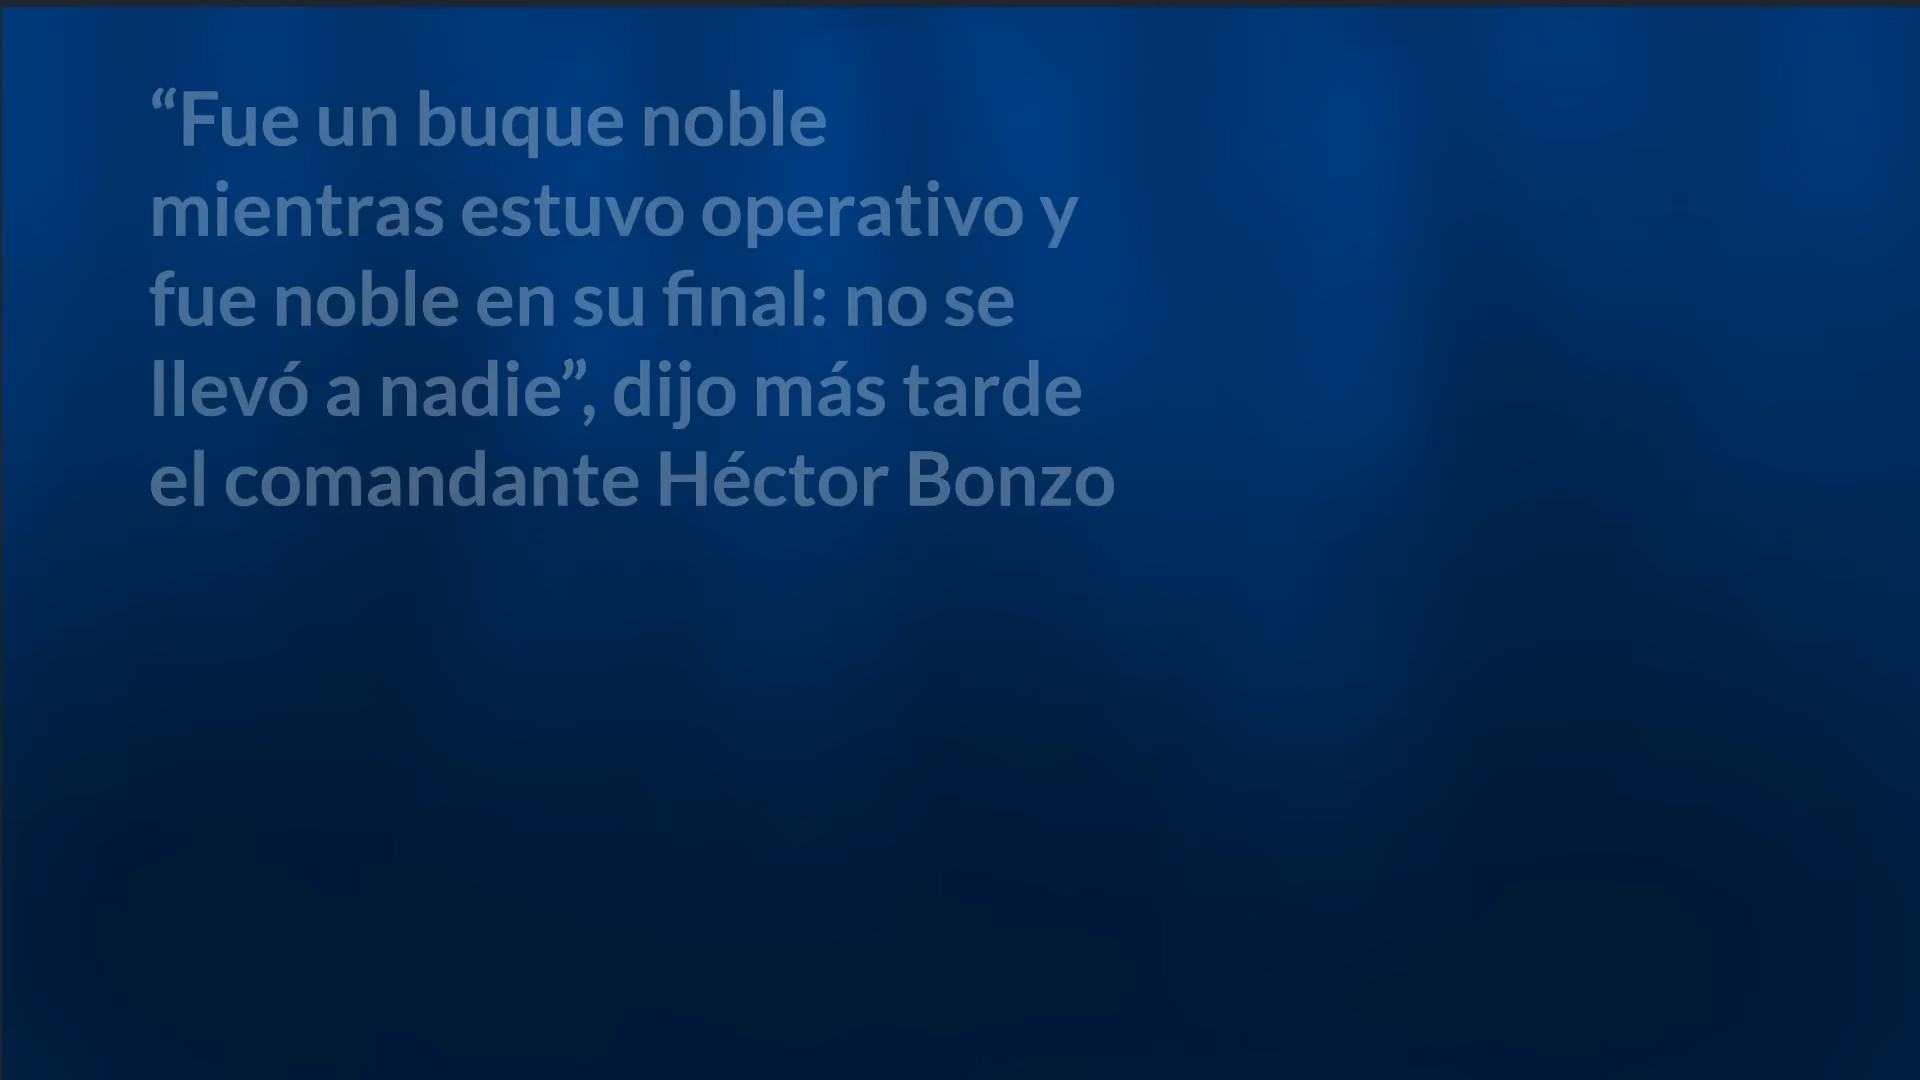 “Fue un buque noble
mientras estuvo operativo y
fue noble en su final: no se
llevó a nadie”, dijo más tarde
el comandante Héctor Bonzo